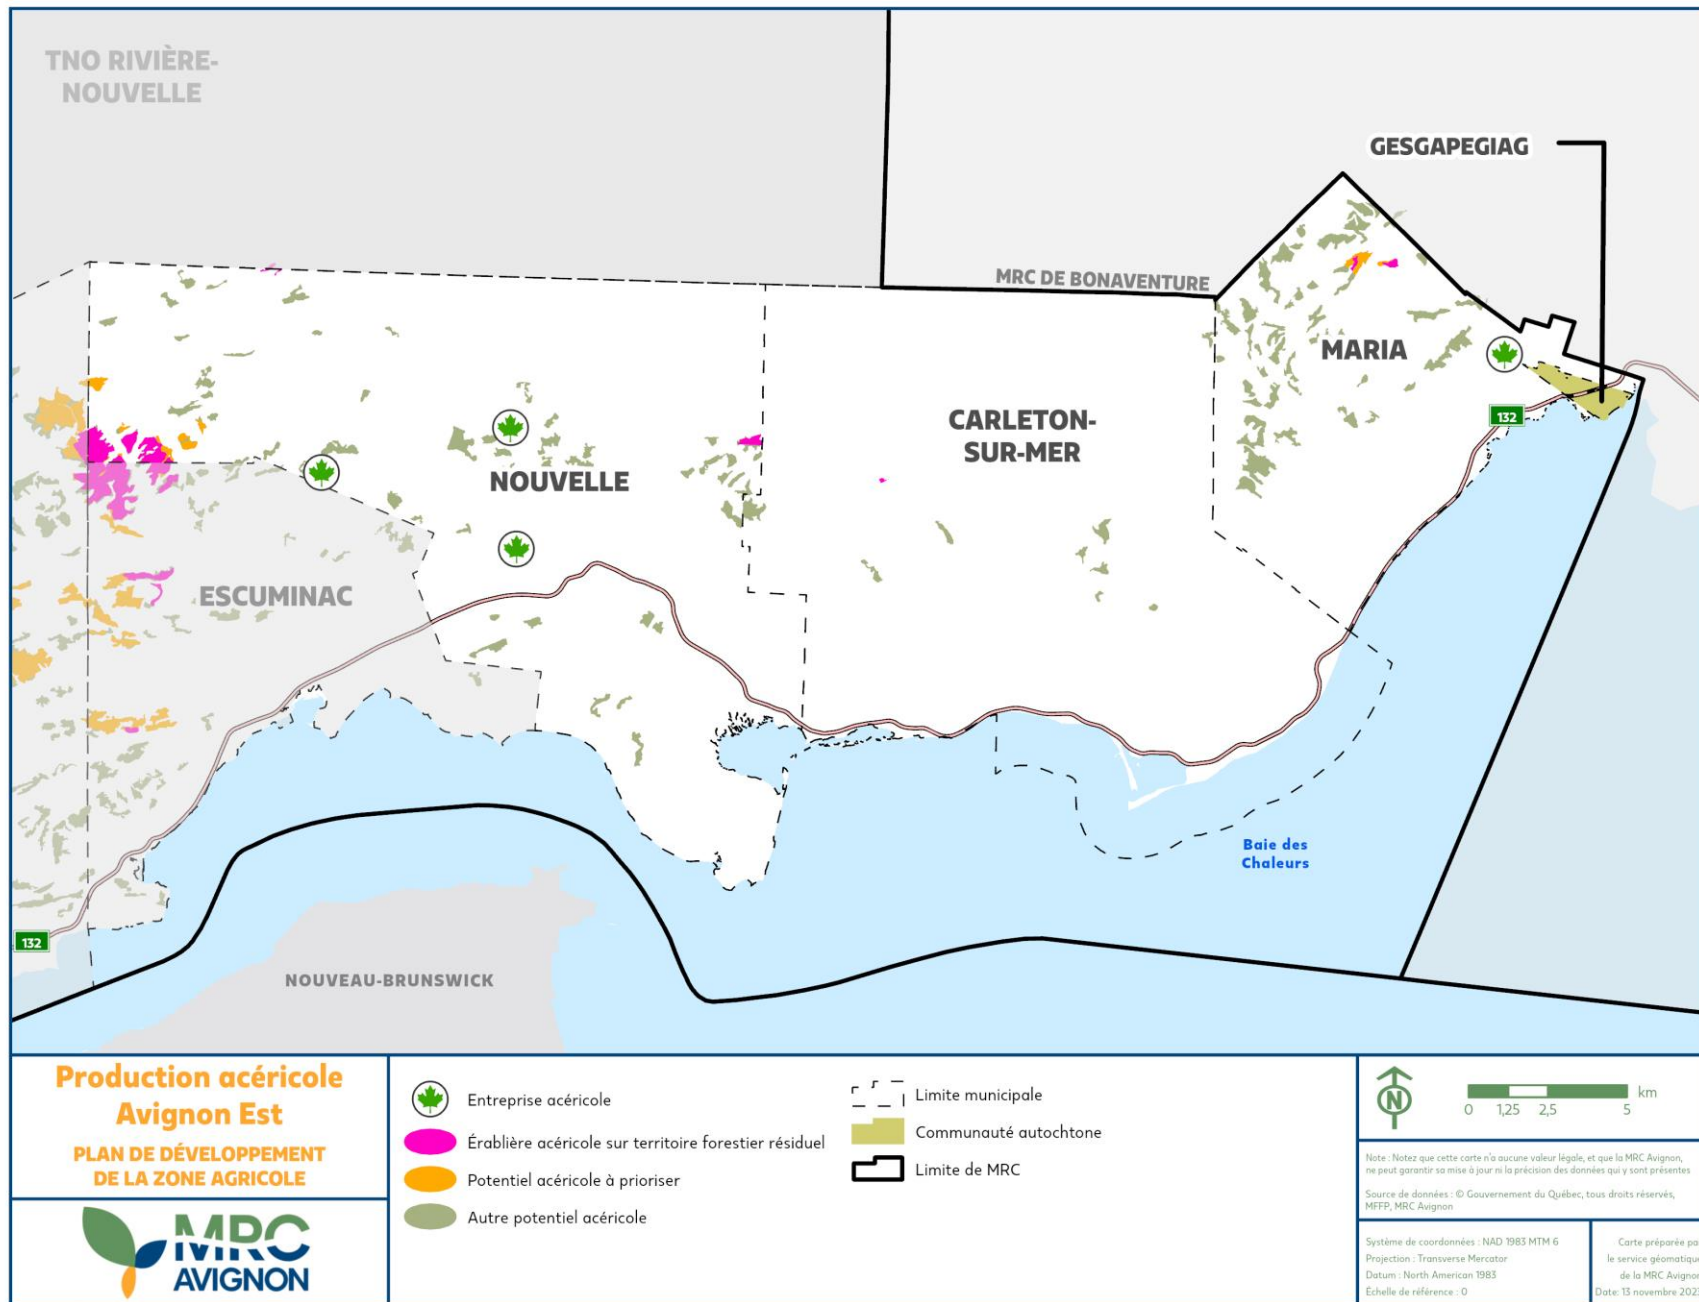 TNO RIVIÈRE-
NOUVELLE
GESGAPEGIAG
MRC DE BONAVENTURE
MARIA
132
CARLETON-
SUR-MER
NOUVELLE
ESCUMINAC
Baie des
Chaleurs
132
NOUVEAU-BRUNSWICK
Production acéricole
Avignon Est
PLAN DE DÉVELOPPEMENT
DE LA ZONE AGRICOLE
MRC
AVIGNON
Entreprise acéricole
Érablière acéricole sur territoire forestier résiduel
Potentiel acéricole à prioriser
Autre potentiel acéricole
Limite municipale
Communauté autochtone
Limite de MRC
N
km
0 1,25 2,5 5
Note : Notez que cette carte n'a aucune valeur légale, et que la MRC Avignon,
ne peut garantir sa mise à jour ni la précision des données qui y sont présentes
Source de données : © Gouvernement du Québec, tous droits réservés,
MFFP, MRC Avignon
Système de coordonnées : NAD 1983 MTM 6
Projection : Transverse Mercator
Datum : North American 1983
Échelle de référence : 0
Carte préparée pa
le service géomatique
de la MRC Avignon
Date: 13 novembre